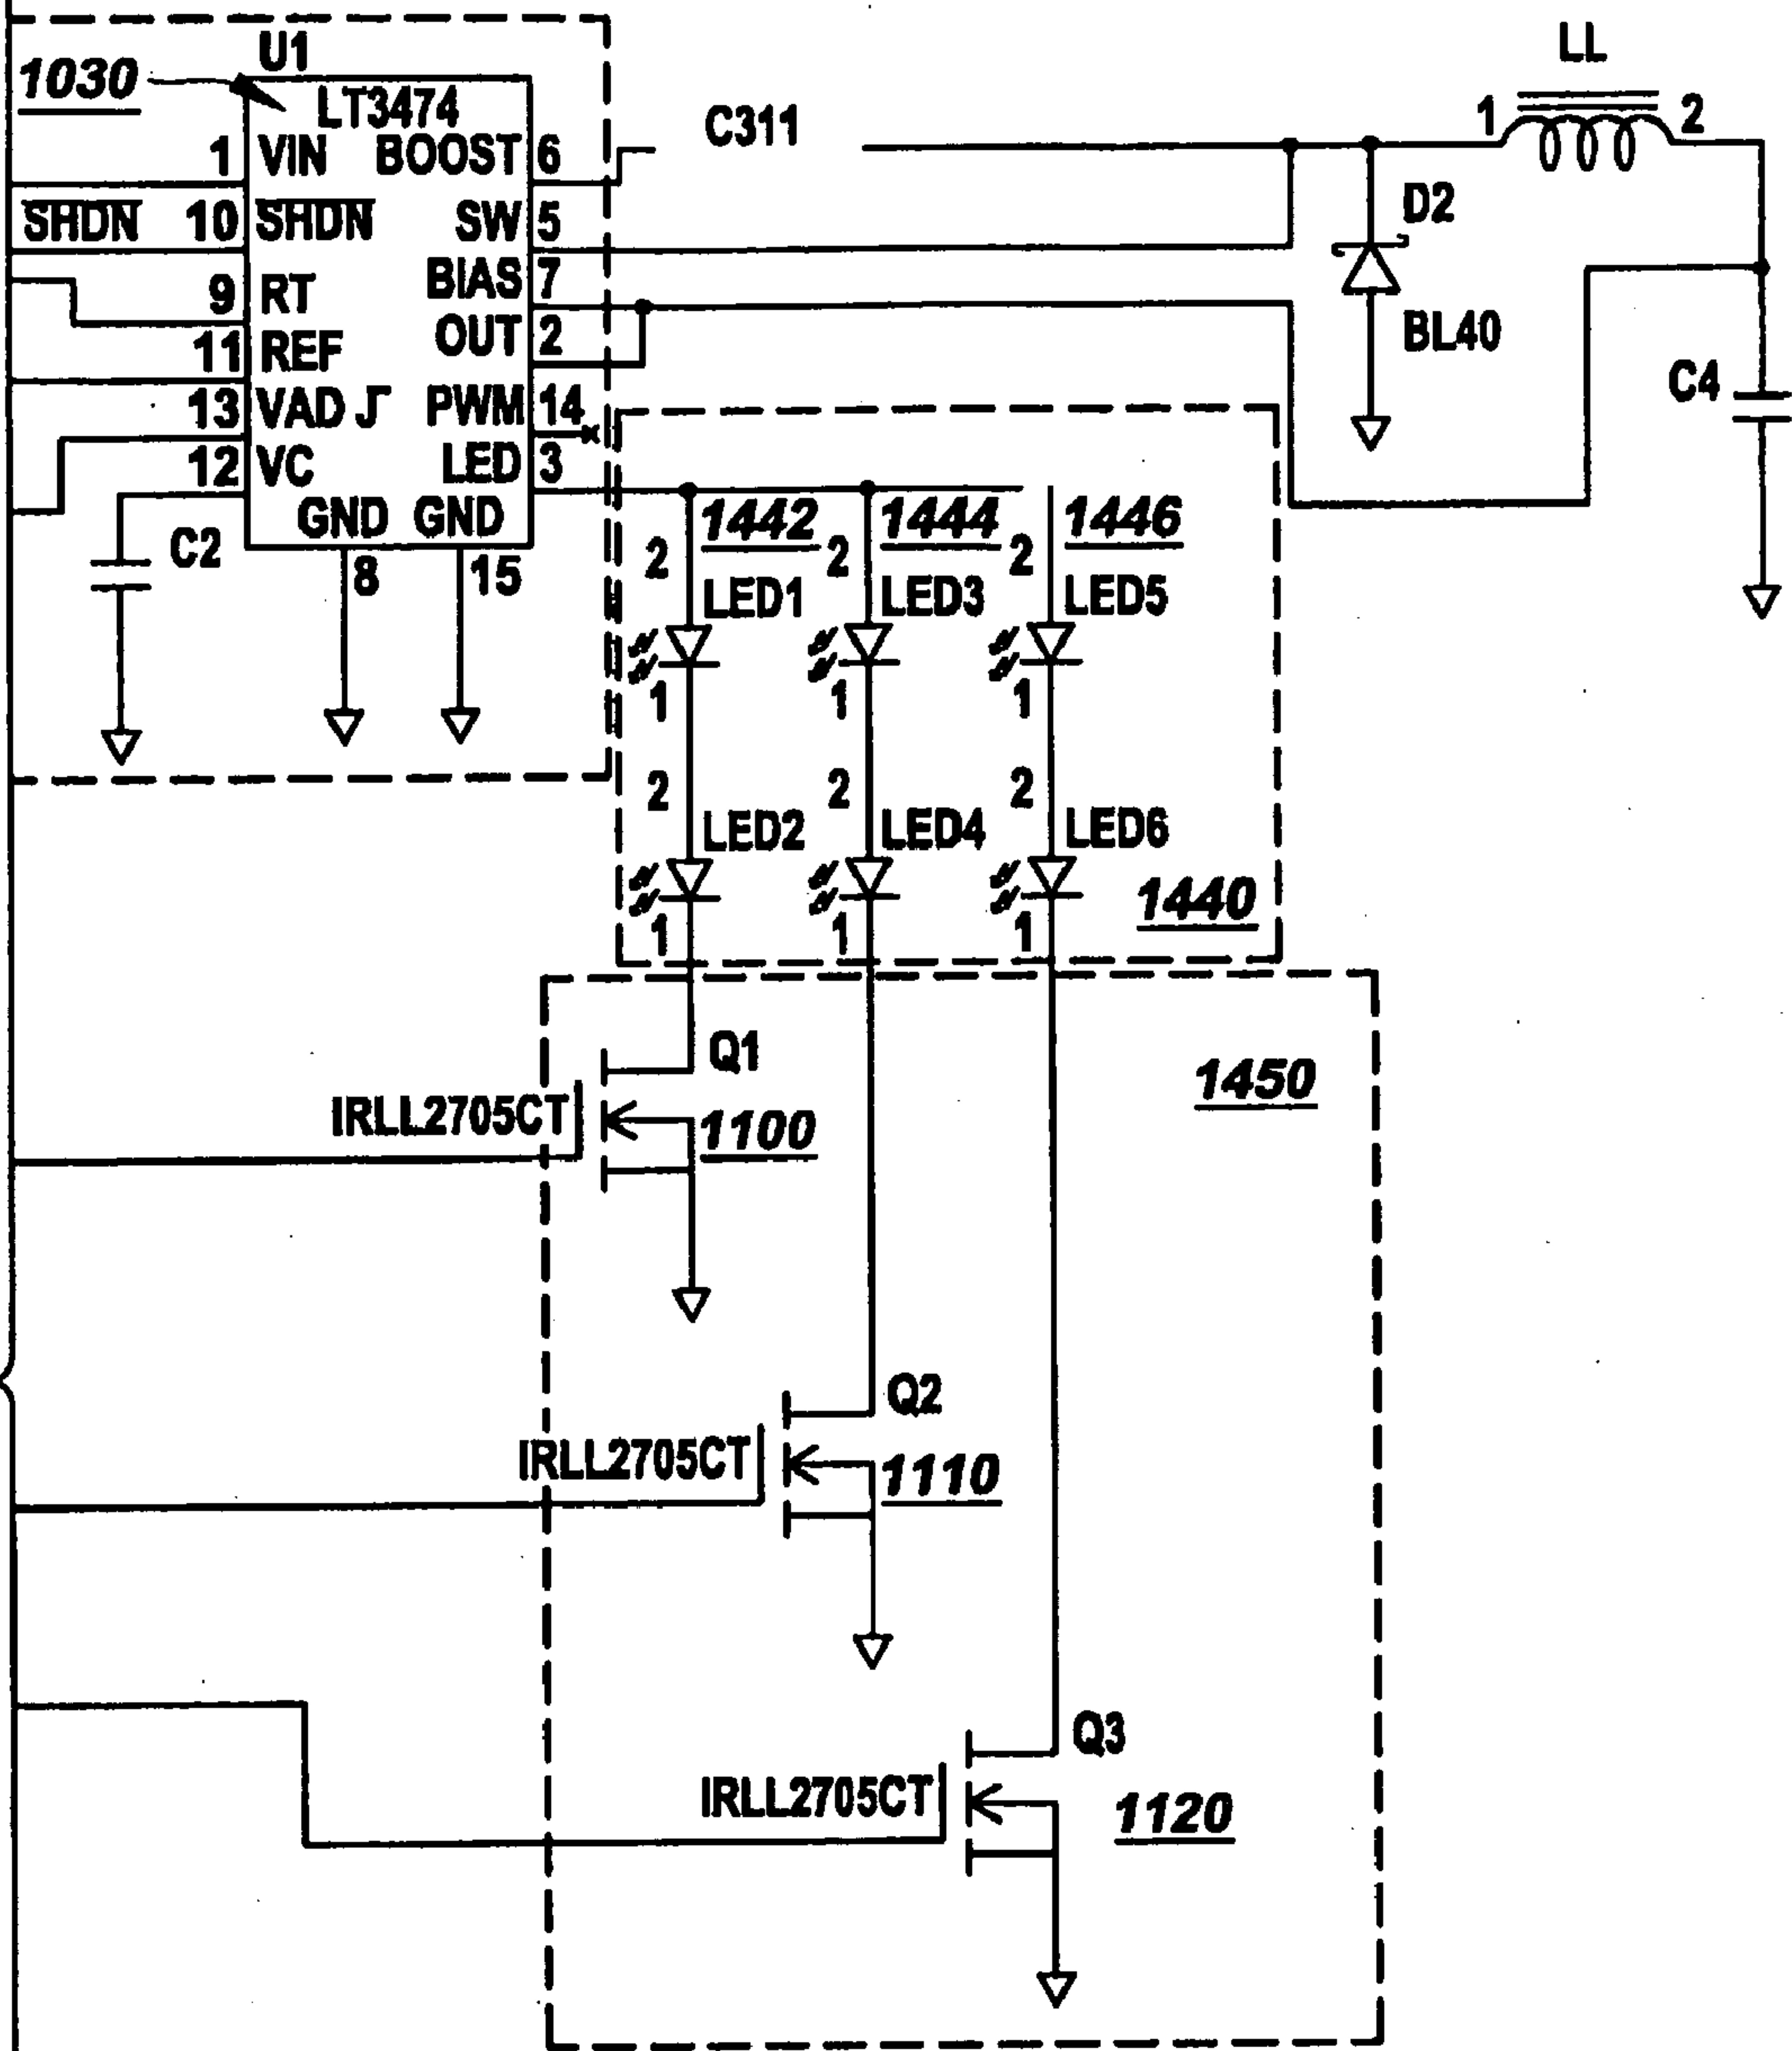 U1
LL
1030
LT3474
C311
1 2
1 VIN BOOST 6
SHDN 10 SHDN SW 5
D2
9 RT BIAS 7
11 REF OUT 2
BL40
13 VADJ PWM 14
C4
12 VC LED 3
GND GND
C2
8 15
1442 1444 1446
2 2 2
LED1 LED3 LED5
1 1 1
2 2 2
LED2 LED4 LED6
1440
1 1 1
Q1
1450
IRLL2705CT
1100
Q2
IRLL2705CT
1110
Q3
IRLL2705CT
1120